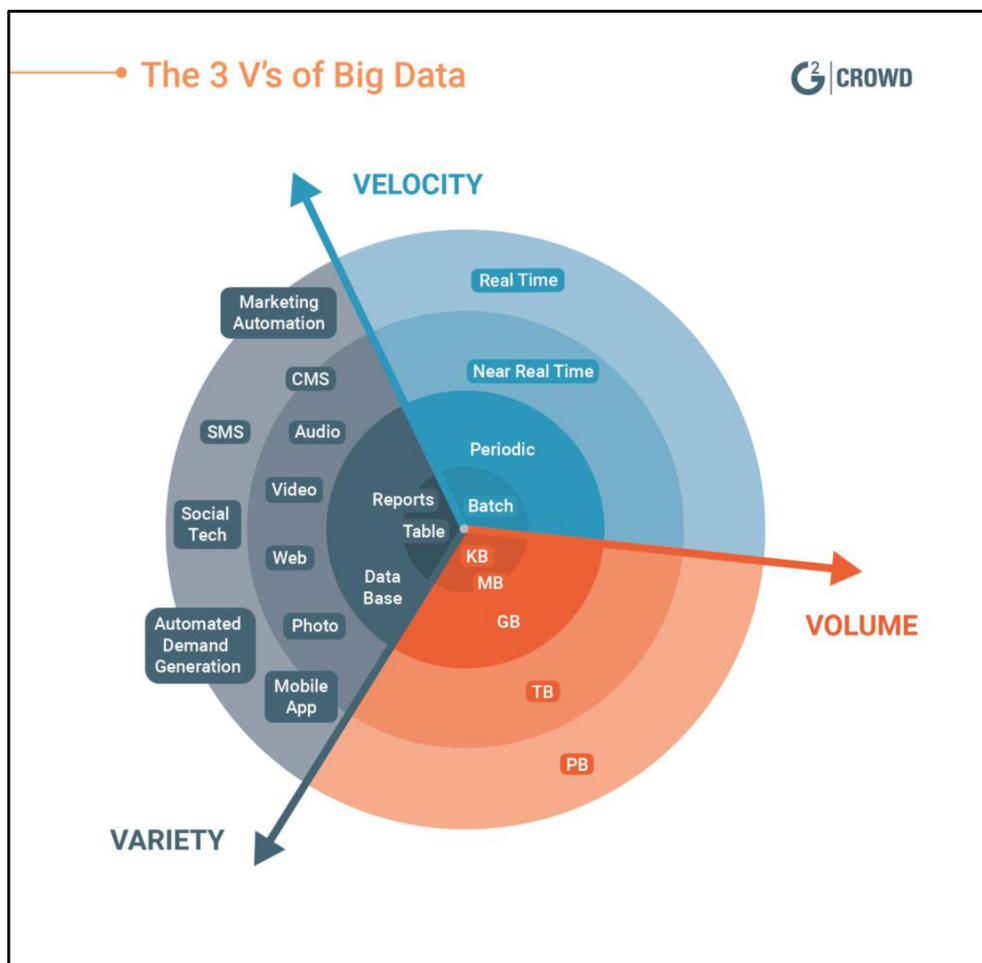 The 3 V's of Big Data
G2 CROWD
VELOCITY
Real Time
Near Real Time
Periodic
Batch
Marketing
Automation
CMS
SMS
Audio
Video
Social
Tech
Web
Automated
Demand
Generation
Photo
Mobile
App
Reports
Table
Data
Base
KB
MB
GB
TB
PB
VOLUME
VARIETY